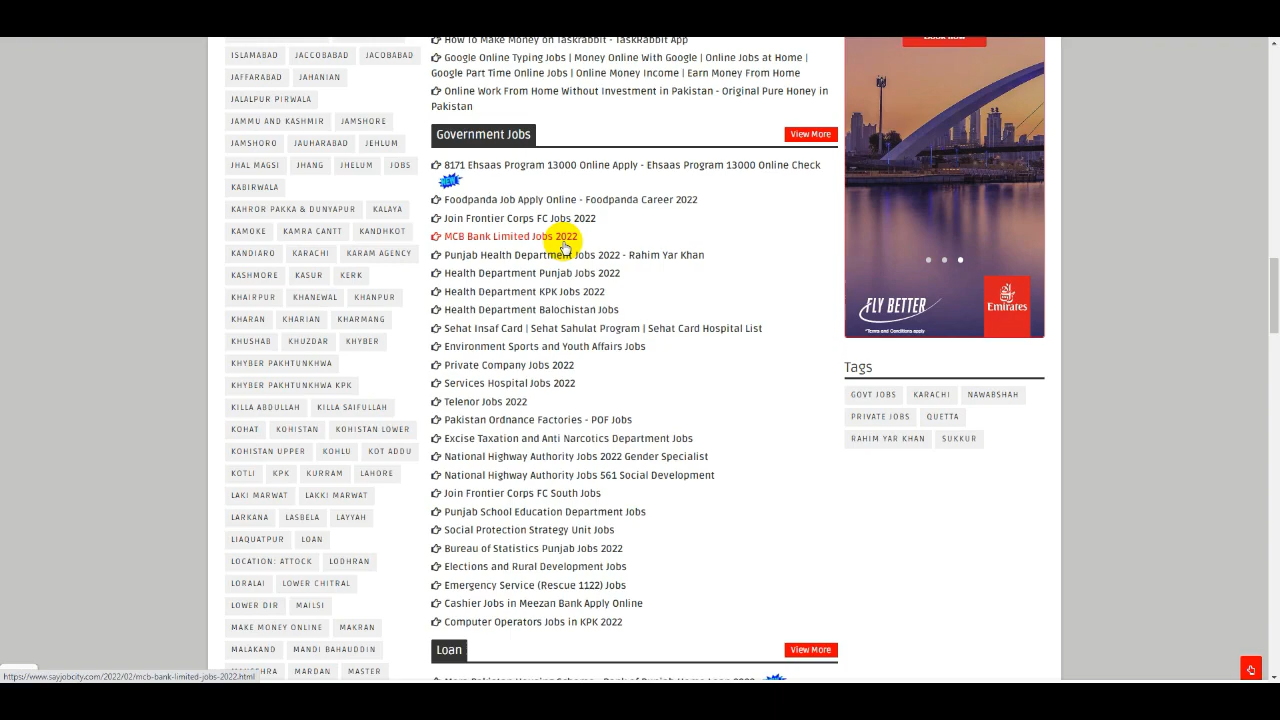 ISLAMABAD JACCOBABAD JACOBABAD
JAFFARABAD JAHANIAN
JALALPUR PIRWALA
JAMMU AND KASHMIR JAMSHORE
JAMSHORO JAUHARABAD JEHLUM
JHAL MAGSI JHANG JHELUM JOBS
KABIRWALA
KAHROR PAKKA & DUNYAPUR KALAYA
KAMOKE KAMRA CANTT KANDHKOT
KANDIARO KARACHI KARAM AGENCY
KASHMORE KASUR KERK
KHAIRPUR KHANEWAL KHANPUR
KHARAN KHARIAN KHARMANG
KHUSHAB KHUZDAR KHYBER
KHYBER PAKHTUNKHWA
KHYBER PAKHTUNKHWA KPK
KILLA ABDULLAH KILLA SAIFULLAH
KOHAT KOHISTAN KOHISTAN LOWER
KOHISTAN UPPER KOHLU KOT ADDU
KOTLI KPK KURRAM LAHORE
LAKI MARWAT LAKKI MARWAT
LARKANA LASBELA LAYYAH
LIAQUATPUR LOAN
LOCATION: ATTOCK LODHRAN
LORALAI LOWER CHITRAL
LOWER DIR MAILSI
MAKE MONEY ONLINE MAKRAN
MALAKAND MANDI BAHAUDDIN
MANSEHRA MARDAN MASTER
How To Make Money on Taskrabbit - TaskRabbit App
Google Online Typing Jobs | Money Online With Google | Online Jobs at Home |
Google Part Time Online Jobs | Online Money Income | Earn Money From Home
Online Work From Home Without Investment in Pakistan - Original Pure Honey in
Pakistan
Government Jobs View More
8171 Ehsaas Program 13000 Online Apply - Ehsaas Program 13000 Online Check
Foodpanda Job Apply Online - Foodpanda Career 2022
Join Frontier Corps FC Jobs 2022
MCB Bank Limited Jobs 2022
Punjab Health Department Jobs 2022 - Rahim Yar Khan
Health Department Punjab Jobs 2022
Health Department KPK Jobs 2022
Health Department Balochistan Jobs
Sehat Insaf Card | Sehat Sahulat Program | Sehat Card Hospital List
Environment Sports and Youth Affairs Jobs
Private Company Jobs 2022
Services Hospital Jobs 2022
Telenor Jobs 2022
Pakistan Ordnance Factories - POF Jobs
Excise Taxation and Anti Narcotics Department Jobs
National Highway Authority Jobs 2022 Gender Specialist
National Highway Authority Jobs 561 Social Development
Join Frontier Corps FC South Jobs
Punjab School Education Department Jobs
Social Protection Strategy Unit Jobs
Bureau of Statistics Punjab Jobs 2022
Elections and Rural Development Jobs
Emergency Service (Rescue 1122) Jobs
Cashier Jobs in Meezan Bank Apply Online
Computer Operators Jobs in KPK 2022
Loan View More
BOOK NOW
FLY BETTER
*Terms and Conditions apply
Emirates
Tags
GOVT JOBS KARACHI NAWABSHAH
PRIVATE JOBS QUETTA
RAHIM YAR KHAN SUKKUR
https://www.sayjobcity.com/2022/02/mcb-bank-limited-jobs-2022.html